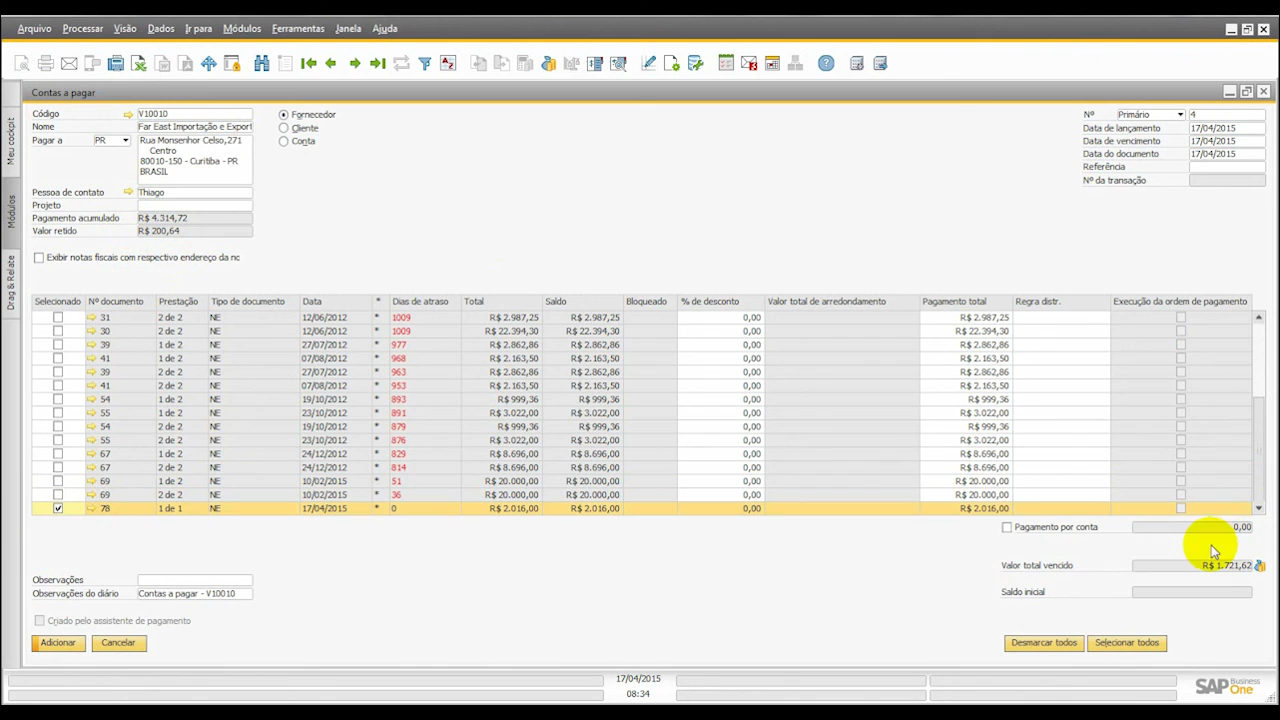 Arquivo Processar Visão Dados Ir para Módulos Ferramentas Janela Ajuda
Contas a pagar
Meu cockpit
Módulos
Drag & Relate
Código V10010
Nome Far East Importação e Export
Pagar a PR Rua Monsenhor Celso,271
Centro
80010-150 - Curitiba - PR
BRASIL
Pessoa de contato Thiago
Projeto
Pagamento acumulado R$ 4.314,72
Valor retido R$ 200,64
Fornecedor
Cliente
Conta
Nº Primário 4
Data de lançamento 17/04/2015
Data de vencimento 17/04/2015
Data do documento 17/04/2015
Referência
Nº da transação
Exibir notas fiscais com respectivo endereço da nc
Selecionado Nº documento Prestação Tipo de documento Data * Dias de atraso Total Saldo Bloqueado % de desconto Valor total de arredondamento Pagamento total Regra distr. Execução da ordem de pagamento
31 2 de 2 NE 12/06/2012 * 1009 R$ 2.987,25 R$ 2.987,25 0,00 R$ 2.987,25
30 2 de 2 NE 12/06/2012 * 1009 R$ 22.394,30 R$ 22.394,30 0,00 R$ 22.394,30
39 1 de 2 NE 27/07/2012 * 977 R$ 2.862,86 R$ 2.862,86 0,00 R$ 2.862,86
41 1 de 2 NE 07/08/2012 * 968 R$ 2.163,50 R$ 2.163,50 0,00 R$ 2.163,50
39 2 de 2 NE 27/07/2012 * 963 R$ 2.862,86 R$ 2.862,86 0,00 R$ 2.862,86
41 2 de 2 NE 07/08/2012 * 953 R$ 2.163,50 R$ 2.163,50 0,00 R$ 2.163,50
54 1 de 2 NE 19/10/2012 * 893 R$ 999,36 R$ 999,36 0,00 R$ 999,36
55 1 de 2 NE 23/10/2012 * 891 R$ 3.022,00 R$ 3.022,00 0,00 R$ 3.022,00
54 2 de 2 NE 19/10/2012 * 879 R$ 999,36 R$ 999,36 0,00 R$ 999,36
55 2 de 2 NE 23/10/2012 * 876 R$ 3.022,00 R$ 3.022,00 0,00 R$ 3.022,00
67 1 de 2 NE 24/12/2012 * 829 R$ 8.696,00 R$ 8.696,00 0,00 R$ 8.696,00
67 2 de 2 NE 24/12/2012 * 814 R$ 8.696,00 R$ 8.696,00 0,00 R$ 8.696,00
69 1 de 2 NE 10/02/2015 * 51 R$ 20.000,00 R$ 20.000,00 0,00 R$ 20.000,00
69 2 de 2 NE 10/02/2015 * 36 R$ 20.000,00 R$ 20.000,00 0,00 R$ 20.000,00
78 1 de 1 NE 17/04/2015 * 0 R$ 2.016,00 R$ 2.016,00 0,00 R$ 2.016,00
Pagamento por conta 0,00
Valor total vencido R$ 1.721,62
Saldo inicial
Observações
Observações do diário Contas a pagar - V10010
Criado pelo assistente de pagamento
Adicionar Cancelar Desmarcar todos Selecionar todos
17/04/2015
08:34
SAP Business One